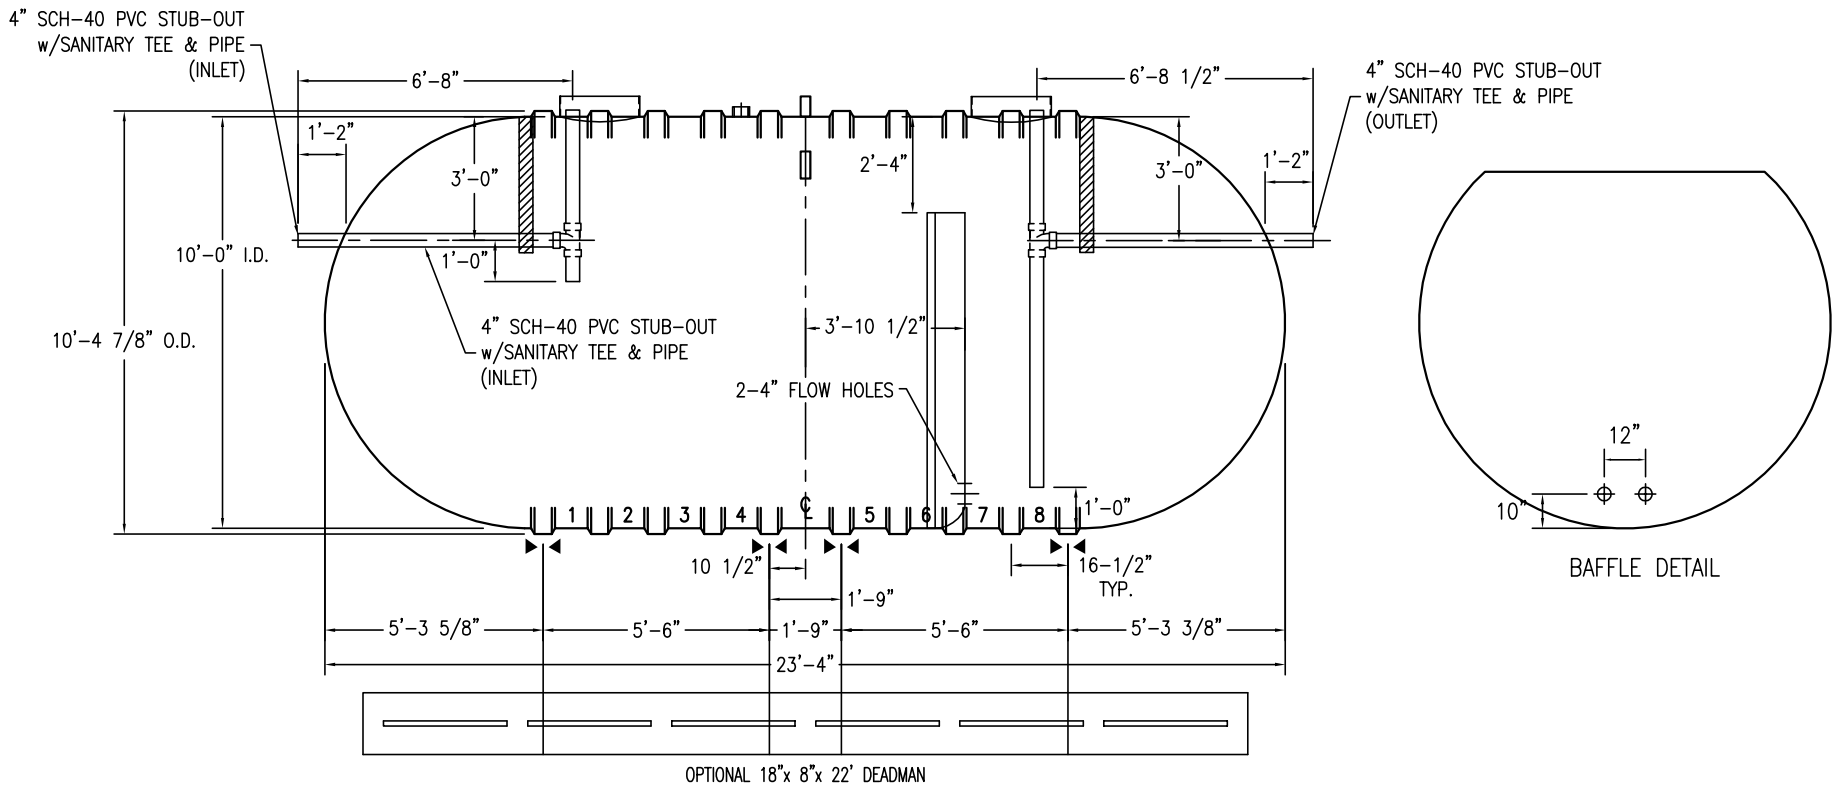 4" SCH-40 PVC STUB-OUT
w/SANITARY TEE & PIPE
(INLET)
6'-8"
6'-8 1/2"
4" SCH-40 PVC STUB-OUT
w/SANITARY TEE & PIPE
(OUTLET)
1'-2"
3'-0"
2'-4"
3'-0"
1'-2"
10'-0" I.D.
1'-0"
10'-4 7/8" O.D.
4" SCH-40 PVC STUB-OUT
w/SANITARY TEE & PIPE
(INLET)
3'-10 1/2"
2-4" FLOW HOLES
12"
10"
1'-0"
1 2 3 4 ℄ 5 6 7 8
BAFFLE DETAIL
10 1/2"
16-1/2"
TYP.
1'-9"
5'-3 5/8"
5'-6"
1'-9"
5'-6"
5'-3 3/8"
23'-4"
OPTIONAL 18"x 8"x 22' DEADMAN